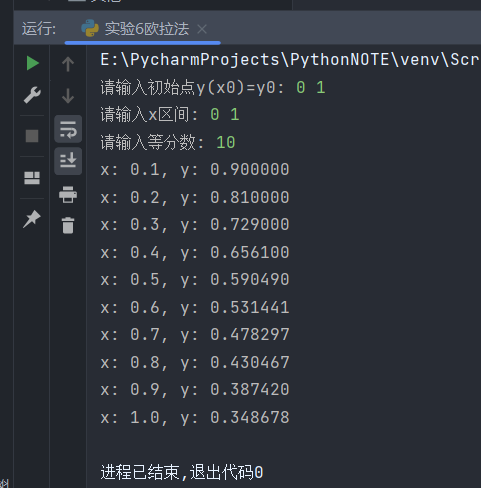 运行:
实验6欧拉法
E:\PycharmProjects\PythonNOTE\venv\Scr
请输入初始点y(x0)=y0: 0 1
请输入x区间: 0 1
请输入等分数: 10
x: 0.1, y: 0.900000
x: 0.2, y: 0.810000
x: 0.3, y: 0.729000
x: 0.4, y: 0.656100
x: 0.5, y: 0.590490
x: 0.6, y: 0.531441
x: 0.7, y: 0.478297
x: 0.8, y: 0.430467
x: 0.9, y: 0.387420
x: 1.0, y: 0.348678
进程已结束,退出代码0